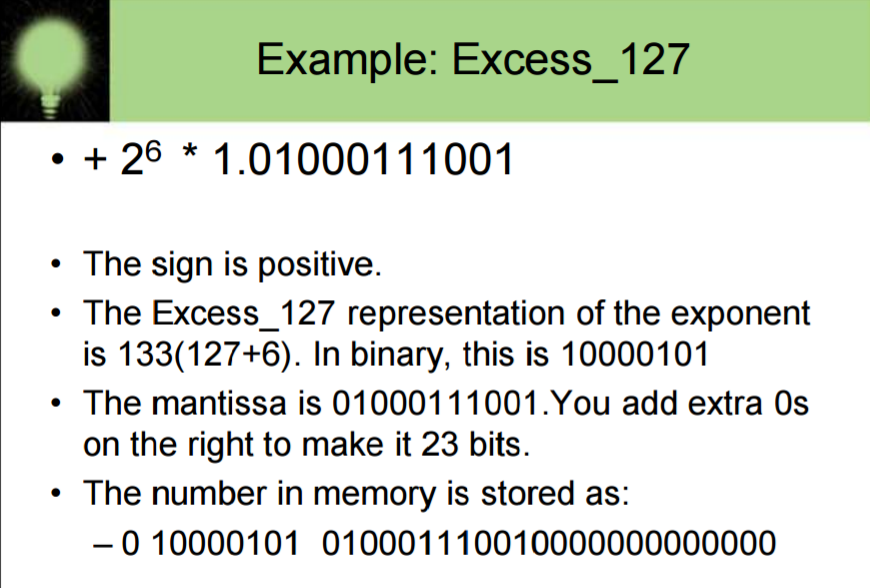 Example: Excess_127
• + 2⁶ * 1.01000111001
• The sign is positive.
• The Excess_127 representation of the exponent
is 133(127+6). In binary, this is 10000101
• The mantissa is 01000111001.You add extra 0s
on the right to make it 23 bits.
• The number in memory is stored as:
– 0 10000101 01000111001000000000000